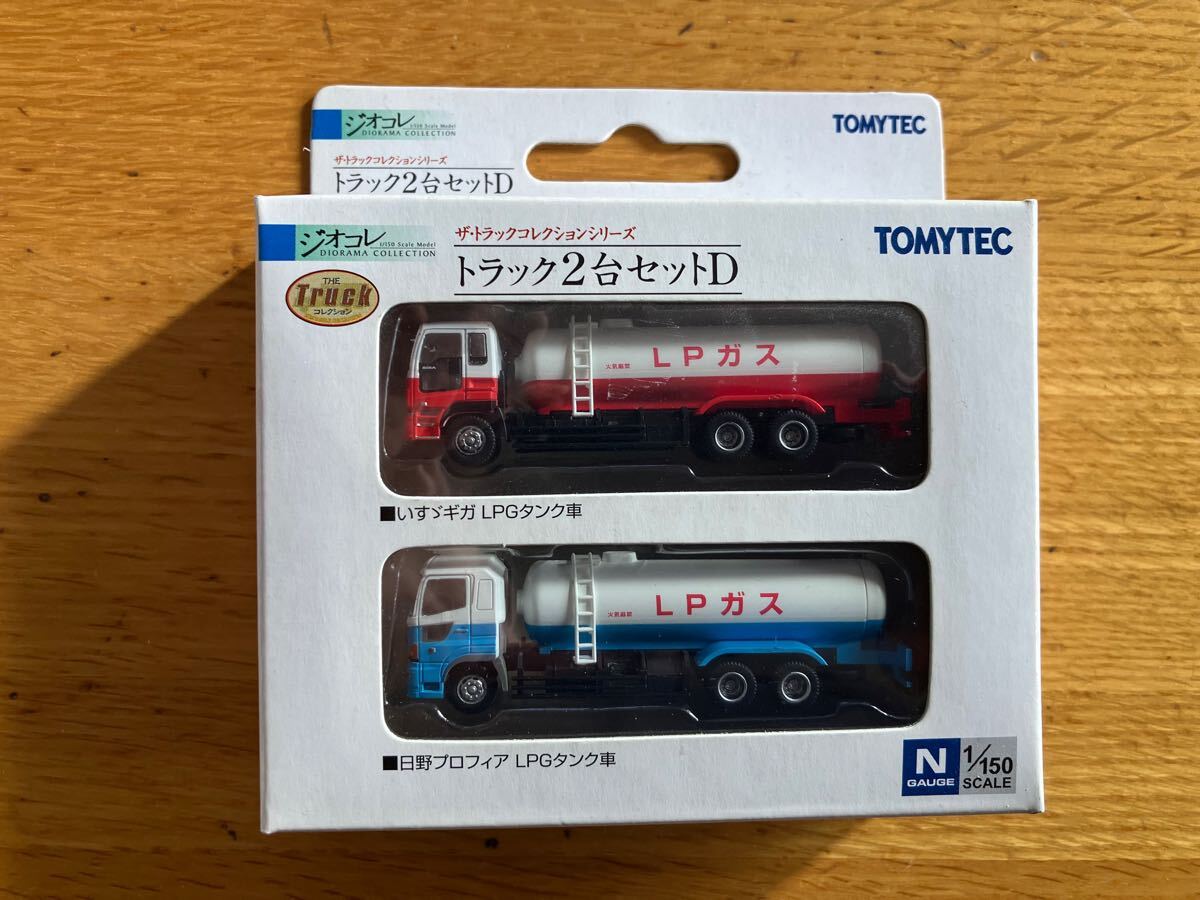 ジオコレ
1/150 Scale Model
DIORAMA COLLECTION
TOMYTEC
ザ・トラックコレクションシリーズ
トラック2台セットD
ジオコレ
1/150 Scale Model
DIORAMA COLLECTION
ザ・トラックコレクションシリーズ
トラック2台セットD
TOMYTEC
THE
Truck
コレクション
火気厳禁
LPガス
■いすゞギガ LPGタンク車
火気厳禁
LPガス
■日野プロフィア LPGタンク車
N
GAUGE
1/150
SCALE